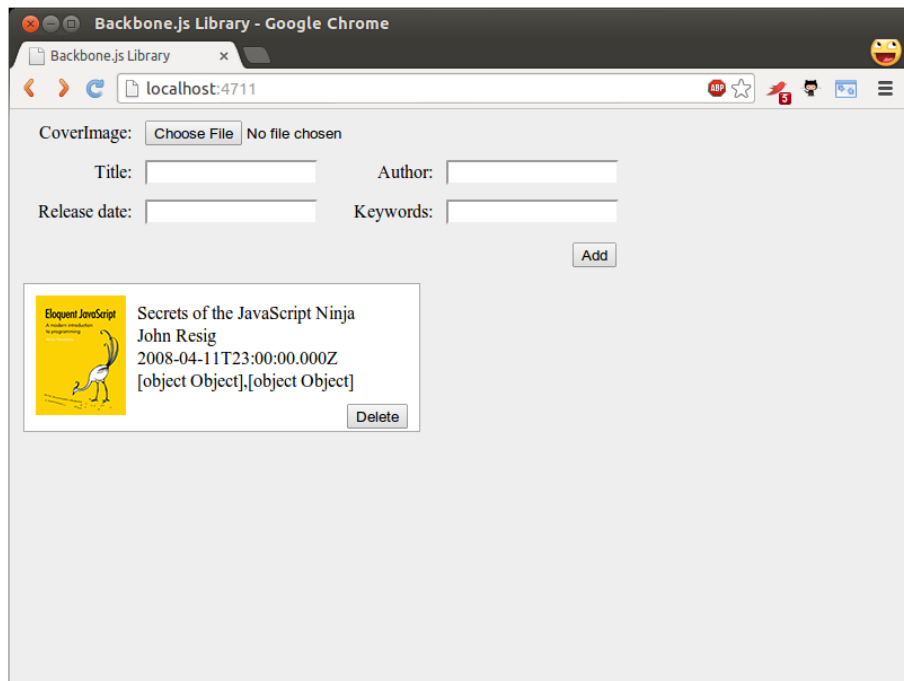 Backbone.js Library - Google Chrome
Backbone.js Library
localhost:4711
ABP
5
CoverImage: Choose File No file chosen
Title: Author:
Release date: Keywords:
Add
Eloquent JavaScript
A modern introduction
to programming
Secrets of the JavaScript Ninja
John Resig
2008-04-11T23:00:00.000Z
[object Object],[object Object]
Delete